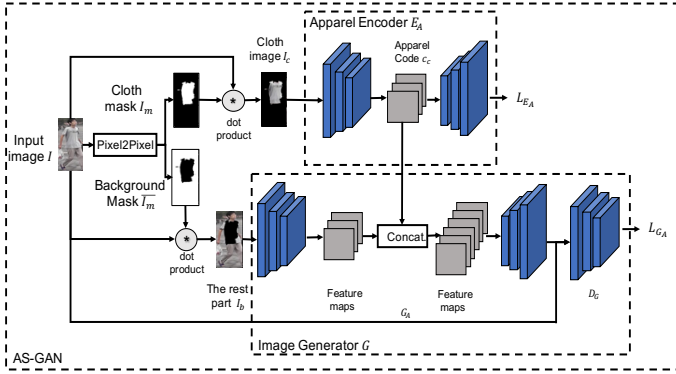 Apparel Encoder E_A
Cloth
image I_c
Apparel
Code c_c
Cloth
mask I_m
*
dot
product
L_{E_A}
Input
image I
Pixel2Pixel
Background
Mask \overline{I_m}
*
dot
product
Concat.
L_{G_A}
The rest
part I_b
Feature
maps
G_A
Feature
maps
D_G
Image Generator G
AS-GAN